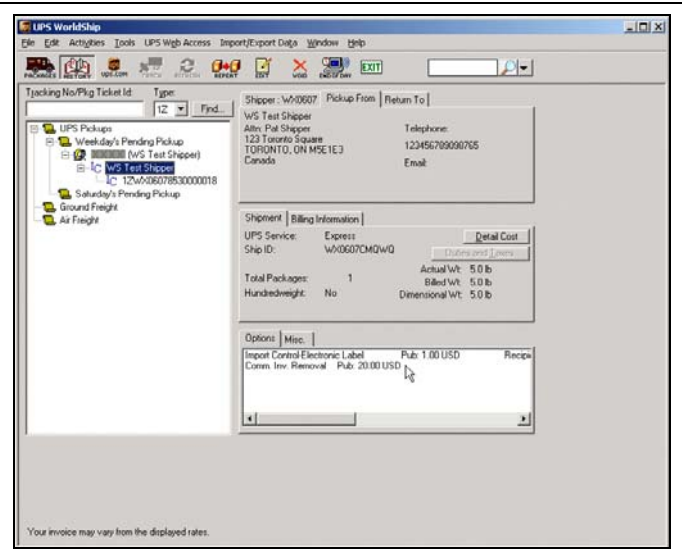 UPS WorldShip
File Edit Activities Tools UPS Web Access Import/Export Data Window Help
PACKAGES HISTORY UPS.COM TRACK REFRESH REPEAT EDIT VOID END OF DAY EXIT
Tracking No/Pkg Ticket Id: Type:
1Z Find...
UPS Pickups
Weekday's Pending Pickup
(WS Test Shipper)
WS Test Shipper
1ZWX06078530000018
Saturday's Pending Pickup
Ground Freight
Air Freight
Shipper: WX0607 Pickup From Return To
WS Test Shipper
Attn: Pat Shipper Telephone:
123 Toronto Square 123456789098765
TORONTO, ON M5E1E3
Canada Email:
Shipment Billing Information
UPS Service: Express Detail Cost
Ship ID: WX0607CMQWQ Duties and Taxes
Actual Wt: 5.0 lb
Total Packages: 1 Billed Wt: 5.0 lb
Hundredweight: No Dimensional Wt: 5.0 lb
Options Misc.
Import Control-Electronic Label Pub: 1.00 USD Recipie
Comm. Inv. Removal Pub: 20.00 USD
Your invoice may vary from the displayed rates.